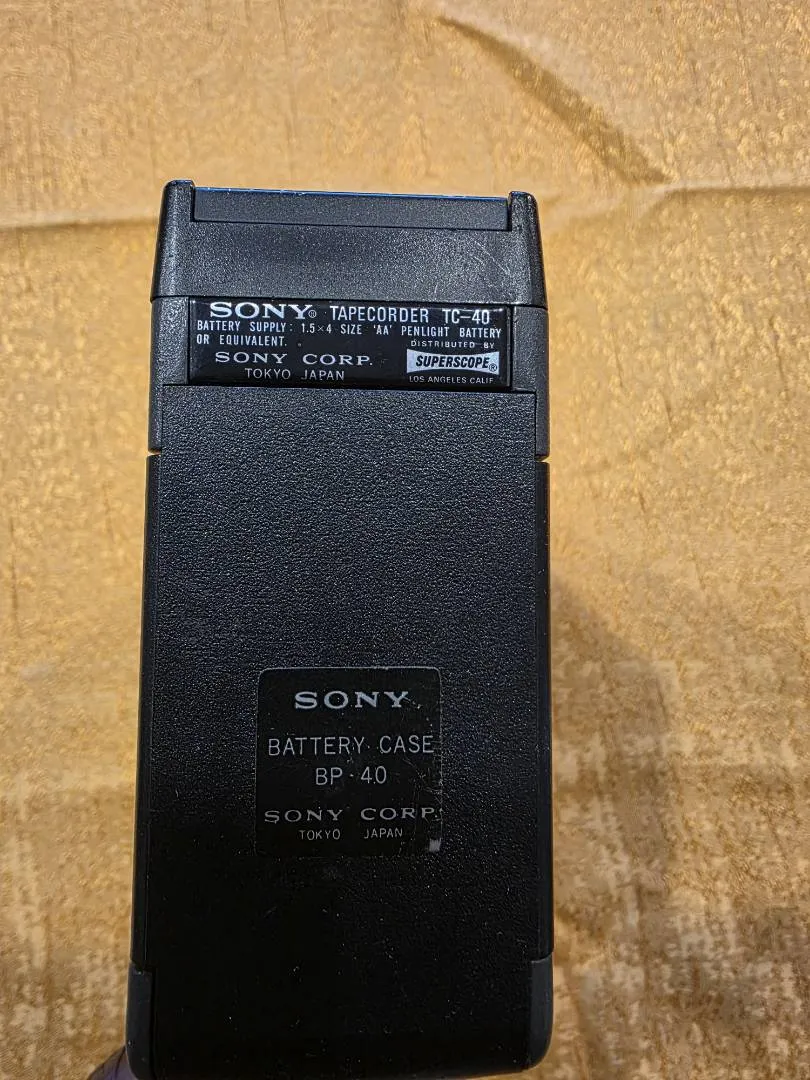 SONY® TAPECORDER TC-40
BATTERY SUPPLY: 1.5×4 SIZE 'AA' PENLIGHT BATTERY
OR EQUIVALENT.
DISTRIBUTED BY
SONY CORP.
SUPERSCOPE®
TOKYO JAPAN
LOS ANGELES CALIF.
SONY
BATTERY CASE
BP-40
SONY CORP.
TOKYO JAPAN